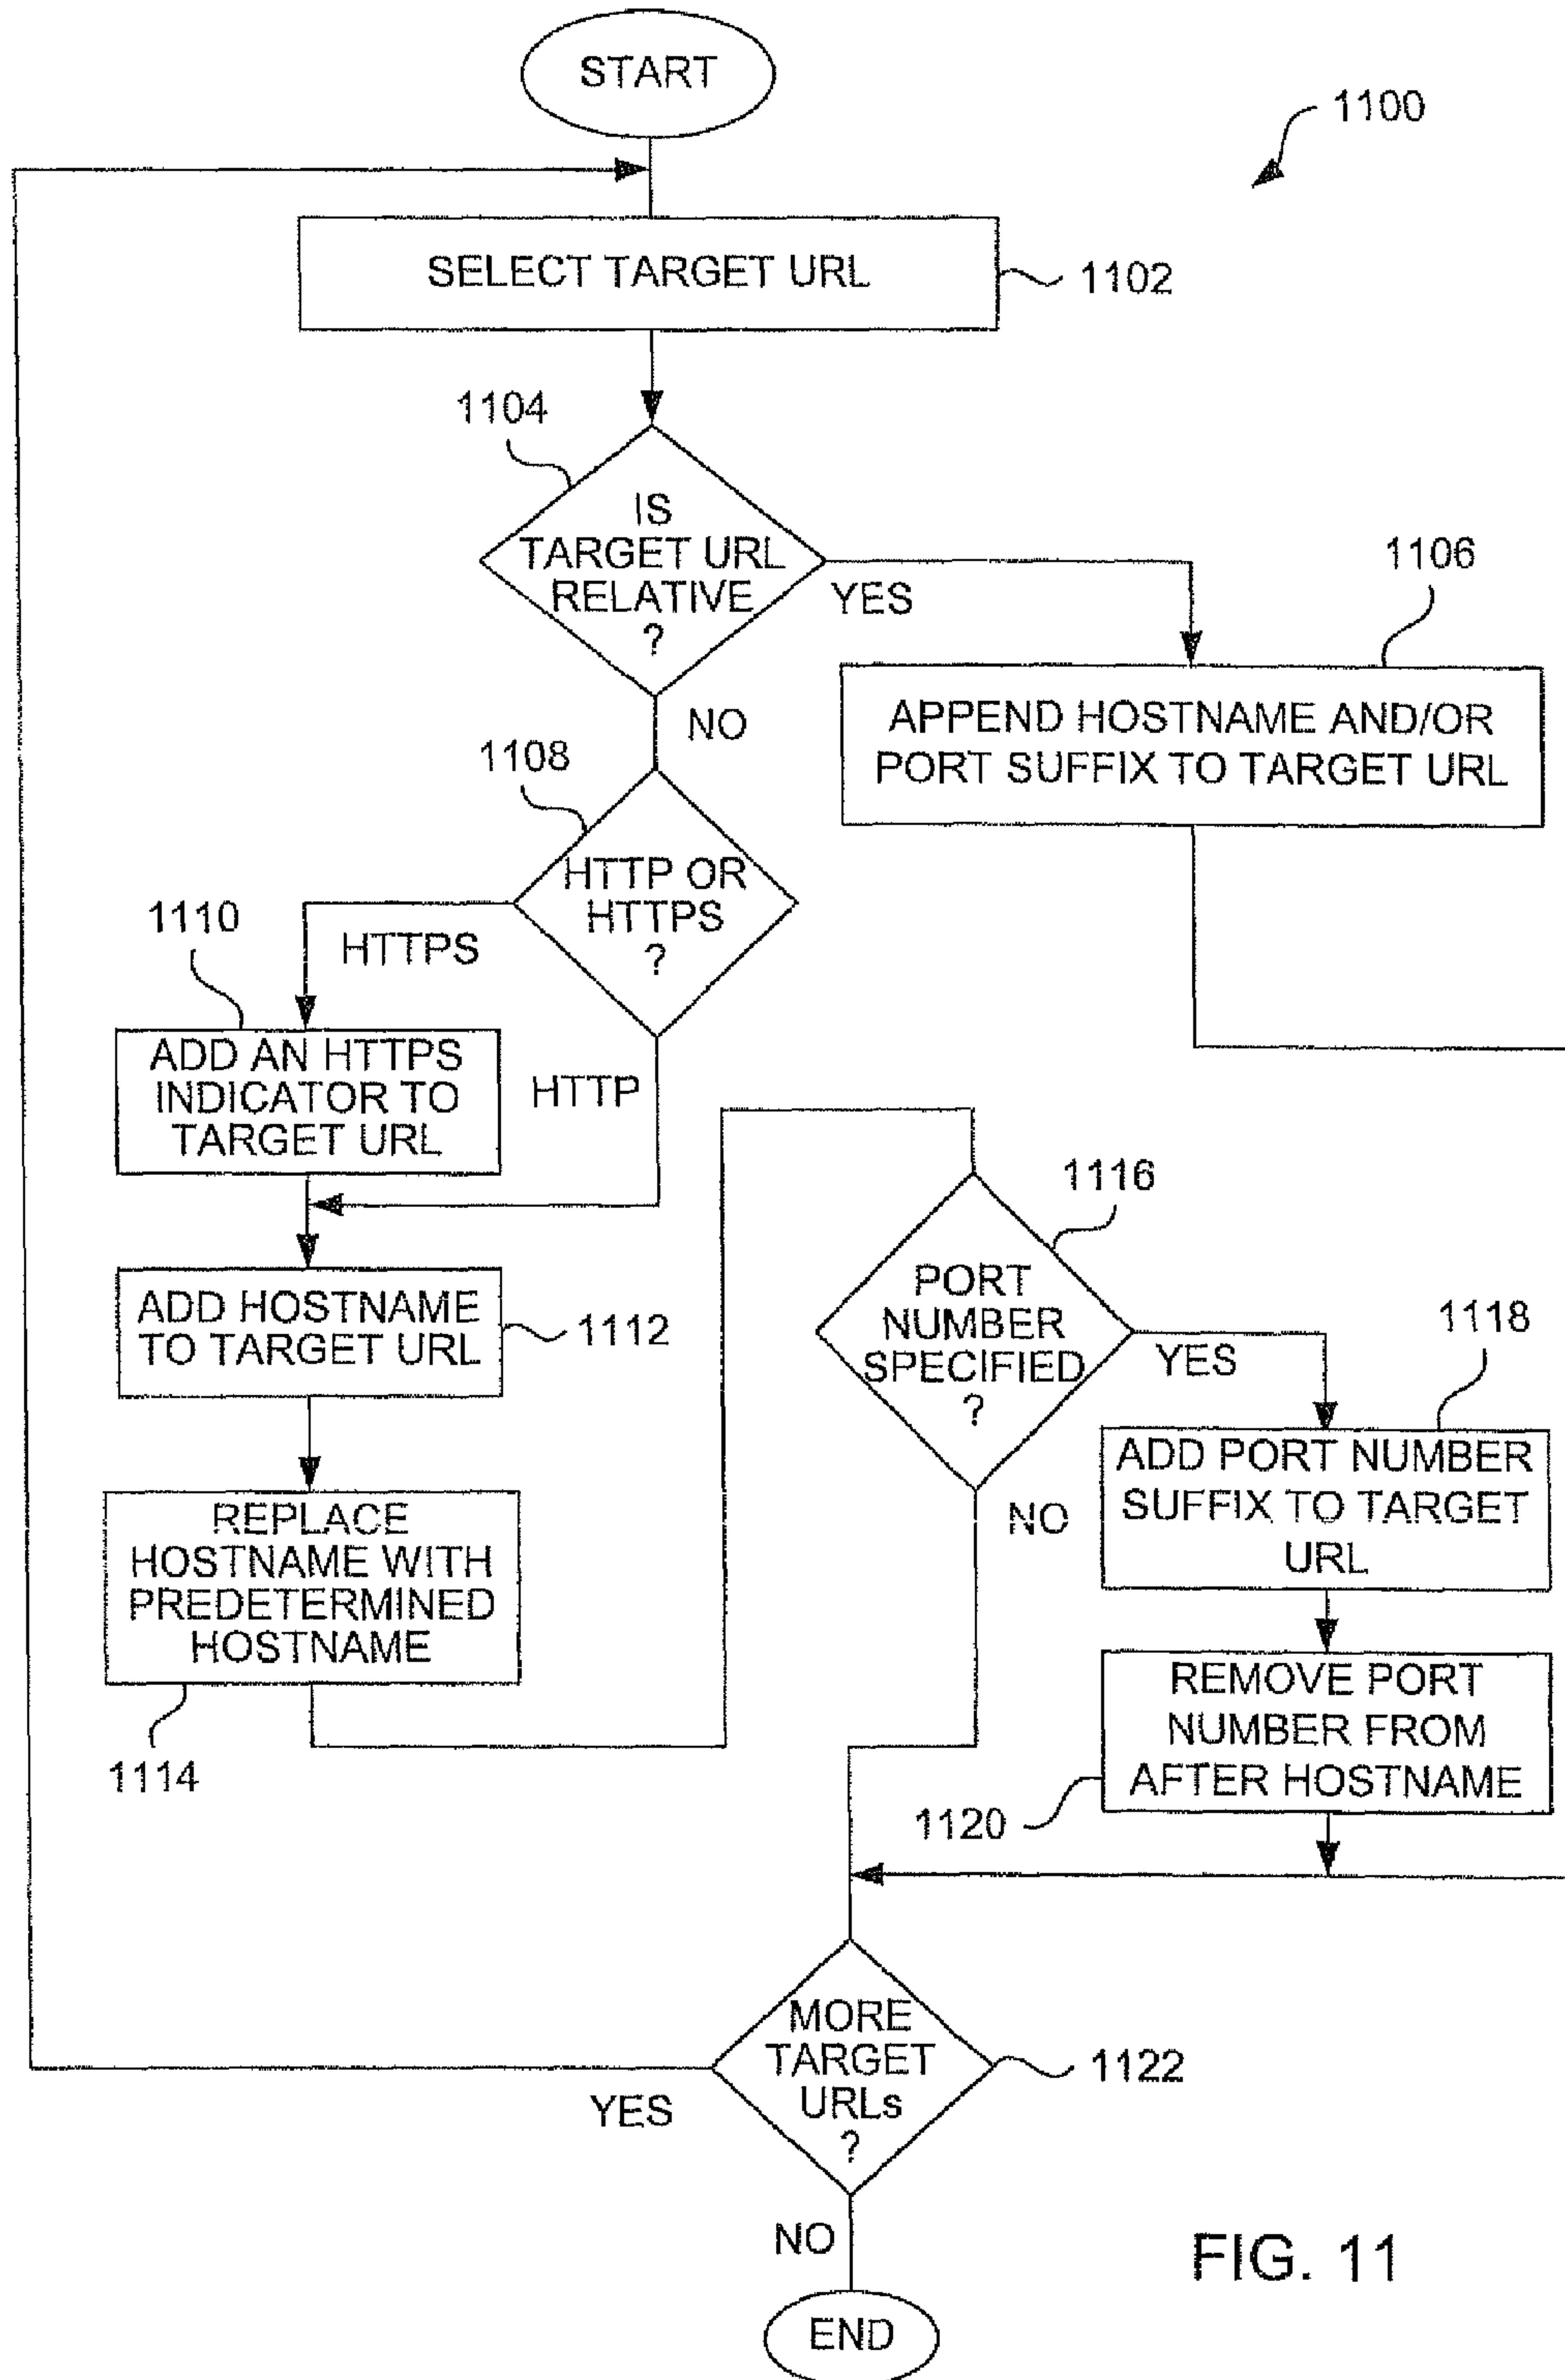 START
1100
SELECT TARGET URL
1102
1104
IS
TARGET URL
RELATIVE
?
YES
NO
1106
APPEND HOSTNAME AND/OR
PORT SUFFIX TO TARGET URL
1108
HTTP OR
HTTPS
?
HTTPS
HTTP
1110
ADD AN HTTPS
INDICATOR TO
TARGET URL
ADD HOSTNAME
TO TARGET URL
1112
REPLACE
HOSTNAME WITH
PREDETERMINED
HOSTNAME
1114
1116
PORT
NUMBER
SPECIFIED
?
YES
NO
1118
ADD PORT NUMBER
SUFFIX TO TARGET
URL
REMOVE PORT
NUMBER FROM
AFTER HOSTNAME
1120
MORE
TARGET
URLs
?
1122
YES
NO
END
FIG. 11